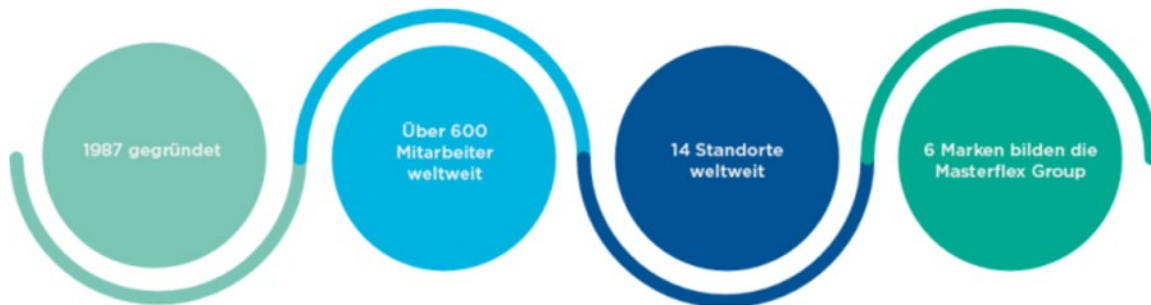 1987 gegründet
Über 600
Mitarbeiter
weltweit
14 Standorte
weltweit
6 Marken bilden die
Masterflex Group